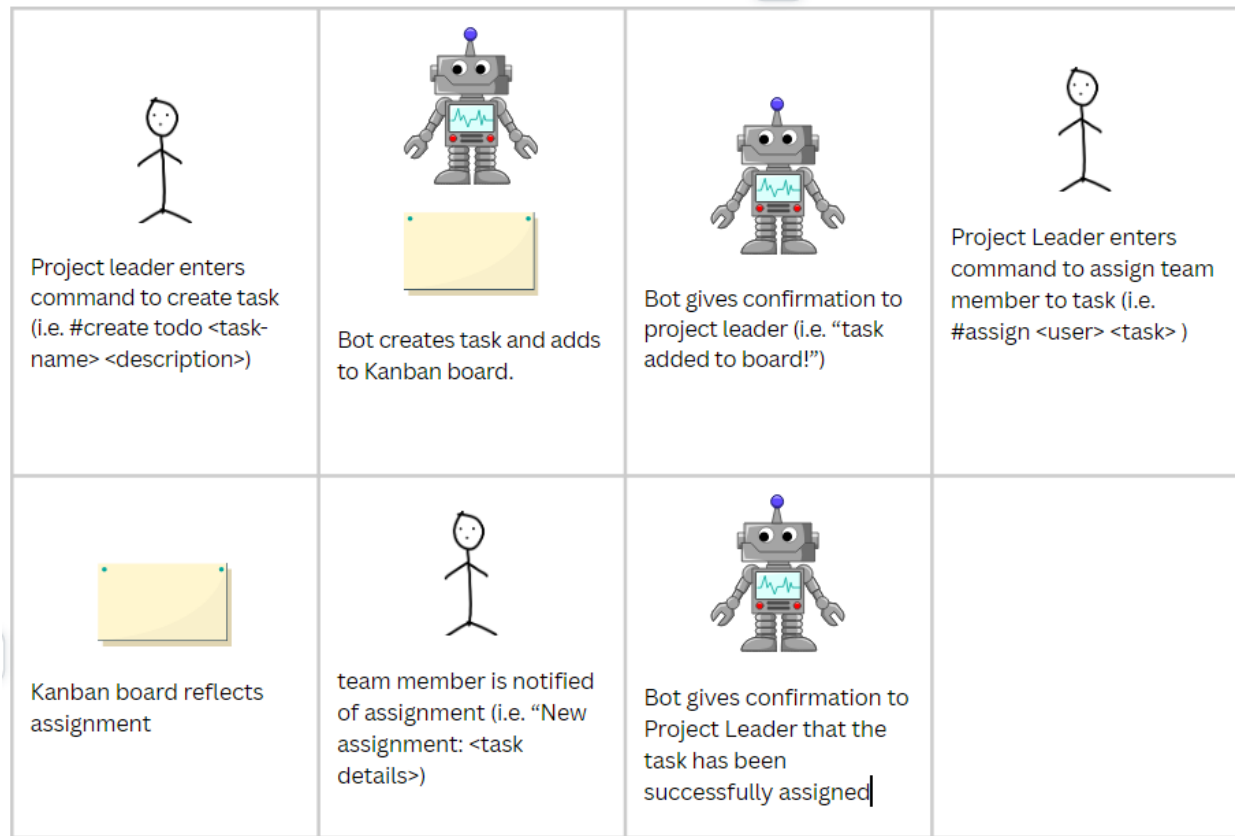 Project leader enters
command to create task
(i.e. #create todo <task-
name> <description>)
Bot creates task and adds
to Kanban board.
Bot gives confirmation to
project leader (i.e. “task
added to board!”)
Project Leader enters
command to assign team
member to task (i.e.
#assign <user> <task> )
Kanban board reflects
assignment
team member is notified
of assignment (i.e. “New
assignment: <task
details>)
Bot gives confirmation to
Project Leader that the
task has been
successfully assigned